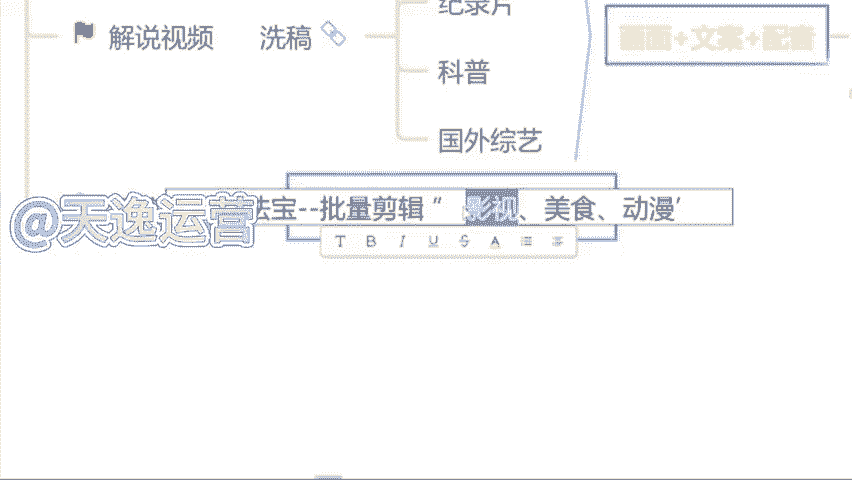 纪录片
解说视频 洗稿
画面+文案+配音
科普
国外综艺
@天逸运营
法宝--批量剪辑 “ 影视、美食、动漫’
T B I U S A